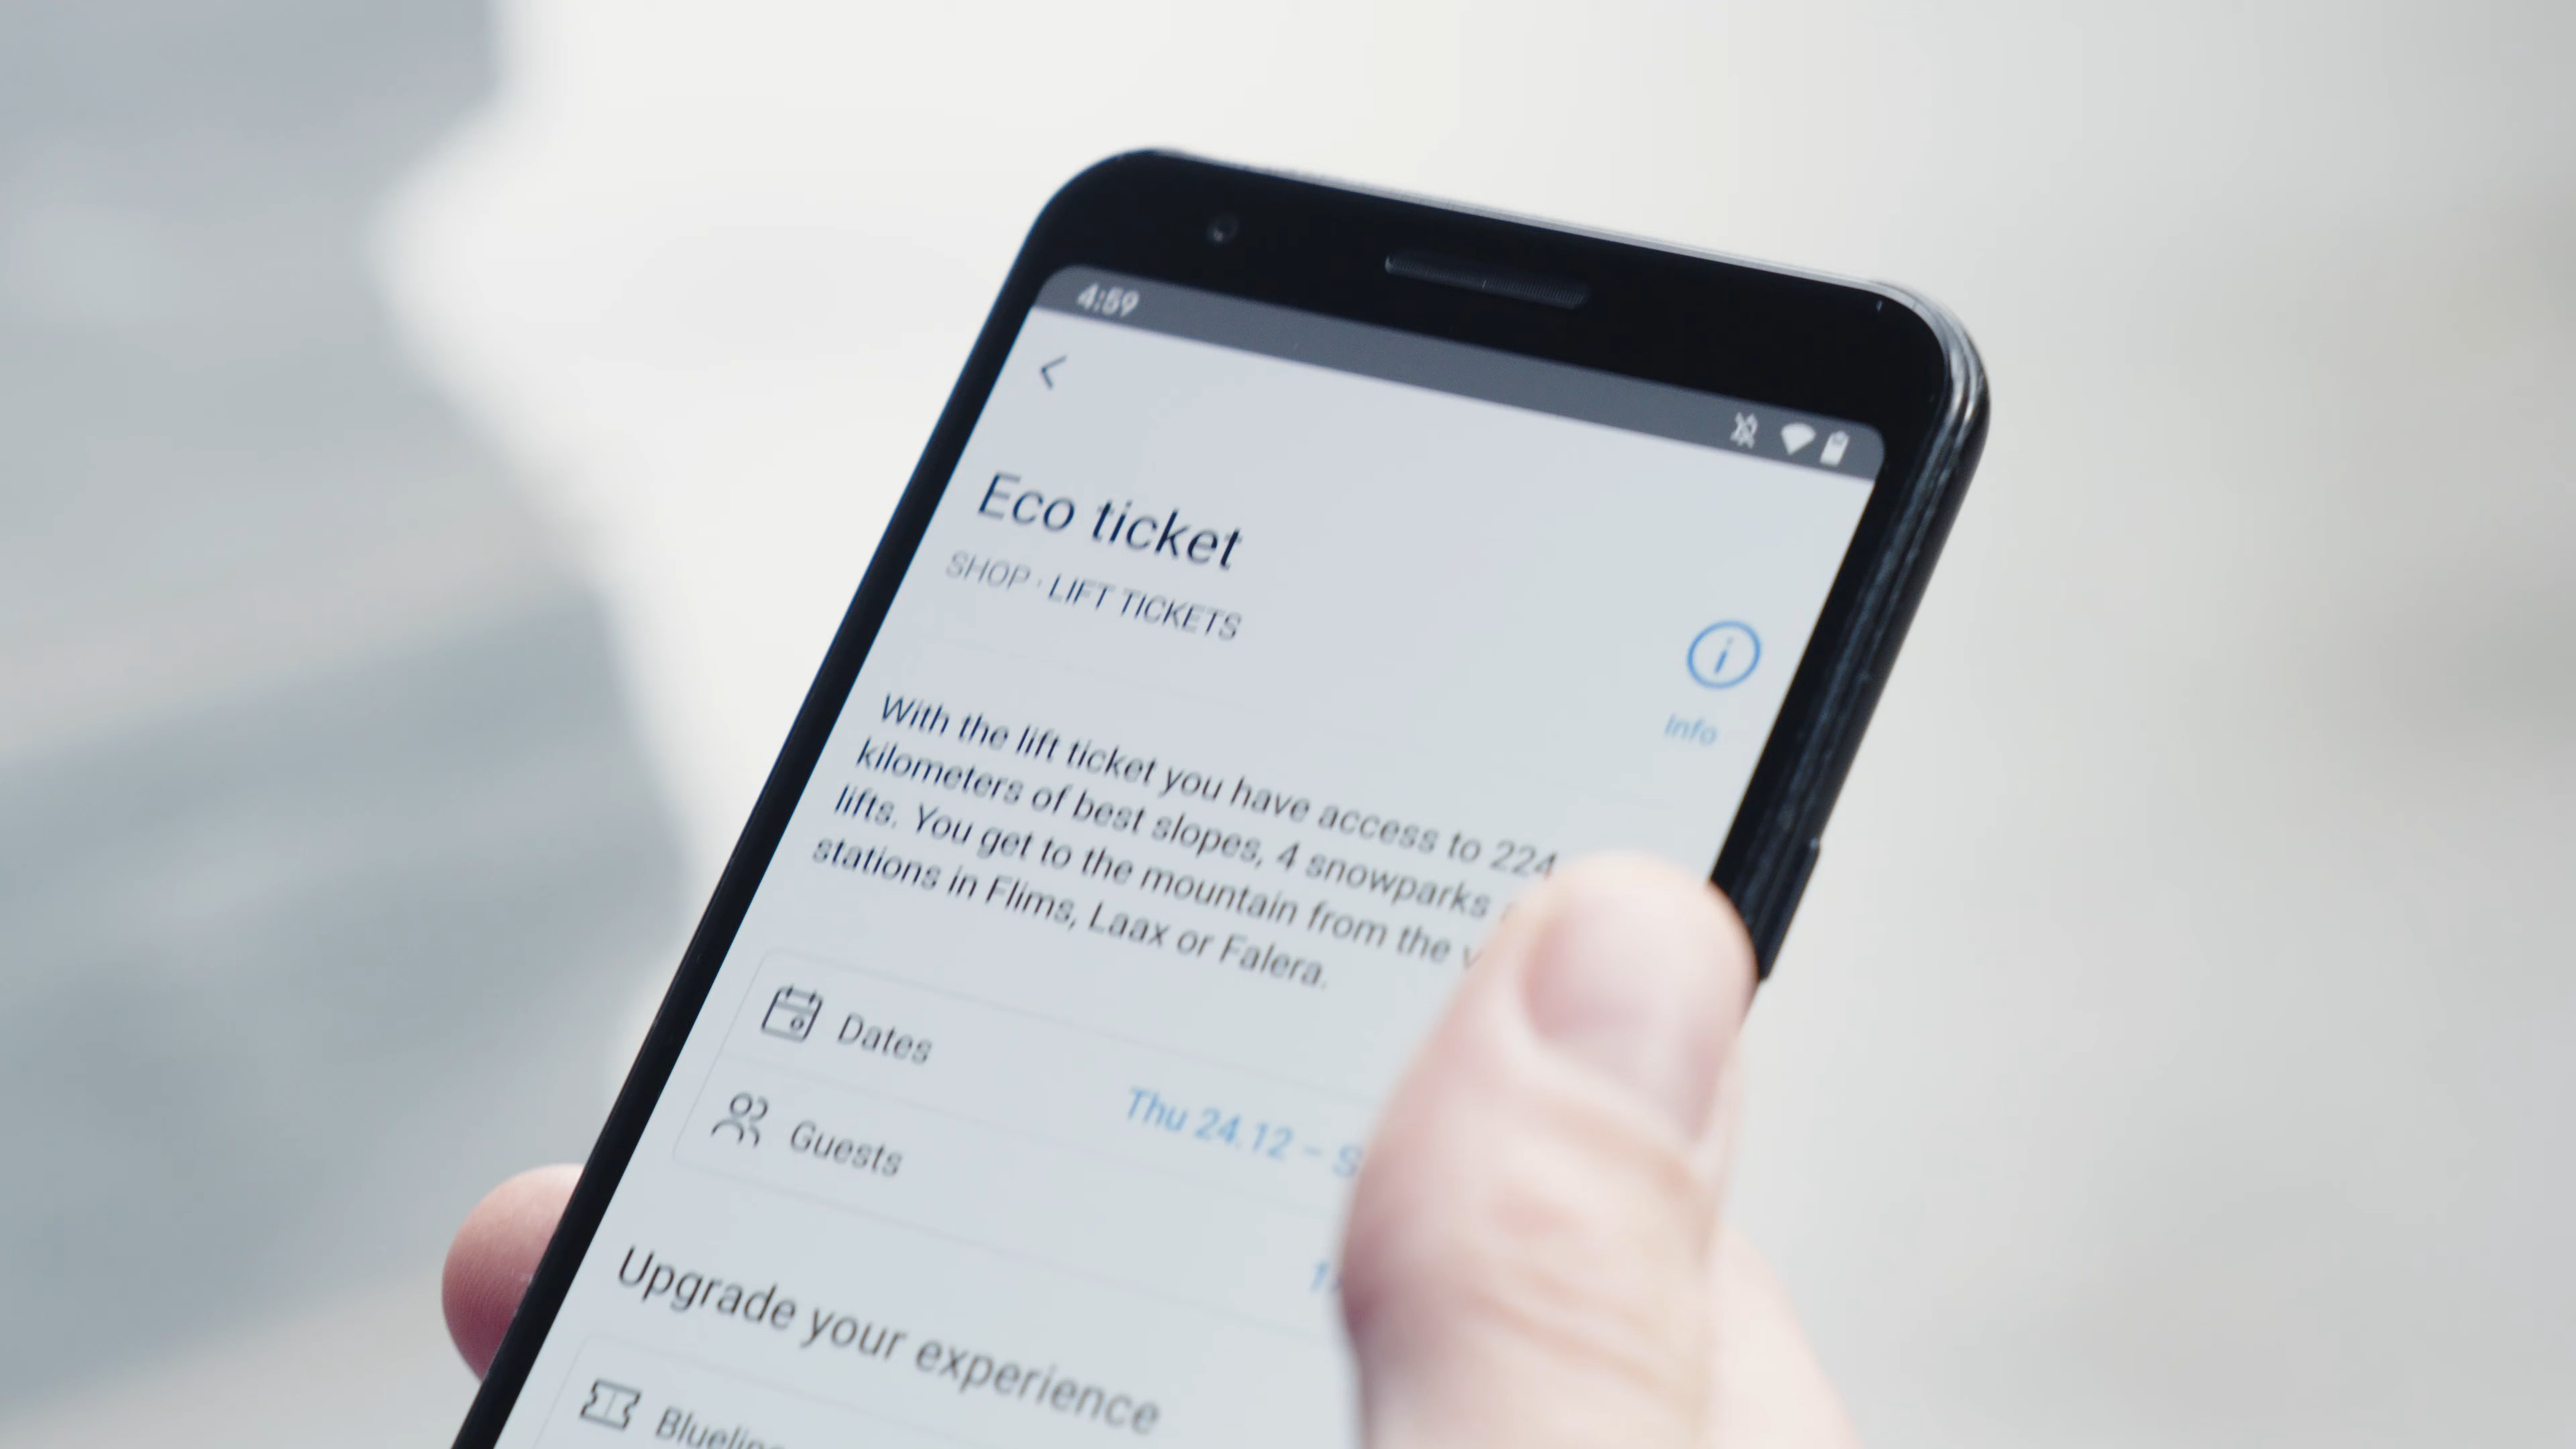 4:59
Eco ticket
SHOP · LIFT TICKETS
Info
With the lift ticket you have access to 224
kilometers of best slopes, 4 snowparks
lifts. You get to the mountain from the
stations in Flims, Laax or Falera.
Dates
Thu 24.12 –
Guests
Upgrade your experience